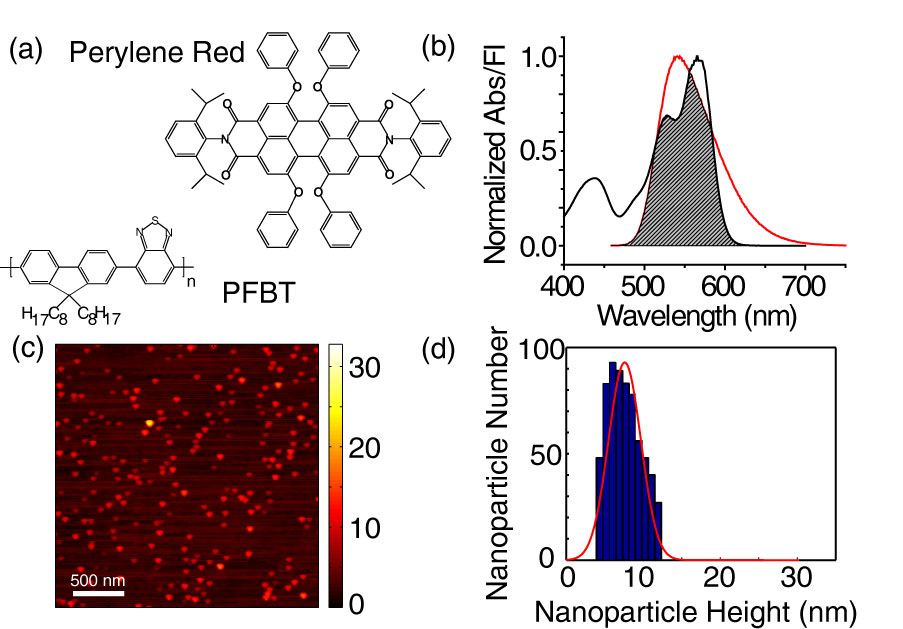 (a) Perylene Red
O O
O O
N N
O O
O O
S
N N
n
PFBT
H17C8 C8H17
(b)
Normalized Abs/Fl
1.0
0.5
0.0
400 500 600 700
Wavelength (nm)
(c)
30
20
10
0
500 nm
(d)
Nanoparticle Number
100
50
0
0 10 20 30
Nanoparticle Height (nm)